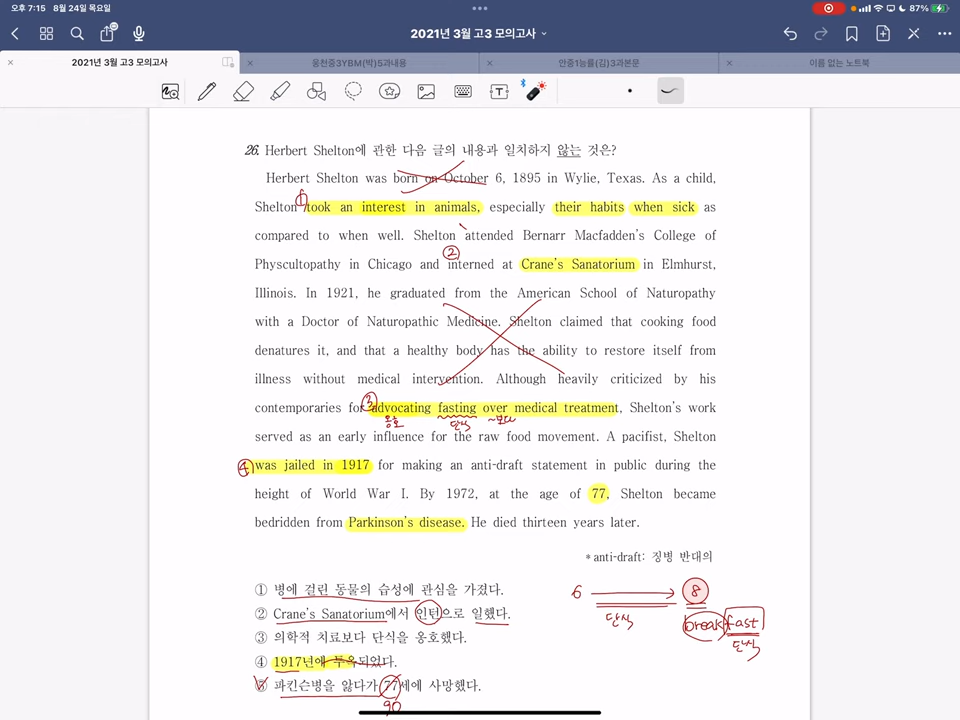 오후 7:15 8월 24일 목요일
87%
2021년 3월 고3 모의고사
2021년 3월 고3 모의고사
웅천중3YBM(박)5과내용
안중1능률(김)3과본문
이름 없는 노트북
26. Herbert Shelton에 관한 다음 글의 내용과 일치하지 않는 것은?
Herbert Shelton was born on October 6, 1895 in Wylie, Texas. As a child,
① Shelton took an interest in animals, especially their habits when sick as
compared to when well. Shelton attended Bernarr Macfadden's College of
②
Physcultopathy in Chicago and interned at Crane's Sanatorium in Elmhurst,
Illinois. In 1921, he graduated from the American School of Naturopathy
with a Doctor of Naturopathic Medicine. Shelton claimed that cooking food
denatures it, and that a healthy body has the ability to restore itself from
illness without medical intervention. Although heavily criticized by his
③
contemporaries for advocating fasting over medical treatment, Shelton's work
옹호 단식 ~보다
served as an early influence for the raw food movement. A pacifist, Shelton
④ was jailed in 1917 for making an anti-draft statement in public during the
height of World War I. By 1972, at the age of 77, Shelton became
bedridden from Parkinson's disease. He died thirteen years later.
* anti-draft: 징병 반대의
① 병에 걸린 동물의 습성에 관심을 가졌다.
② Crane's Sanatorium에서 인턴으로 일했다.
③ 의학적 치료보다 단식을 옹호했다.
④ 1917년에 투옥되었다.
⑤ 파킨슨병을 앓다가 77세에 사망했다.
90
6 8
단식
breakfast
단식